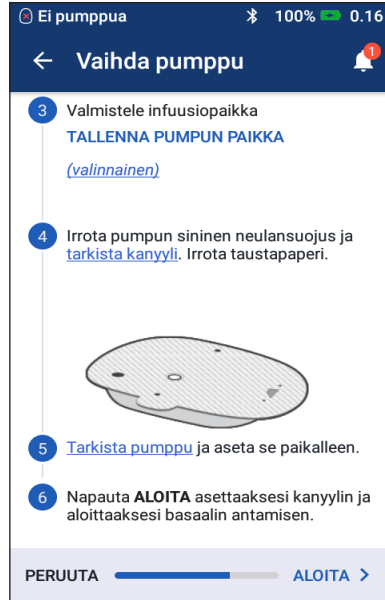 Ei pumppua 100% 0.16
Vaihda pumppu 1
3 Valmistele infuusiopaikka
TALLENNA PUMPUN PAIKKA
(valinnainen)
4 Irrota pumpun sininen neulansuojus ja
tarkista kanyyli. Irrota taustapaperi.
5 Tarkista pumppu ja aseta se paikalleen.
6 Napauta ALOITA asettaaksesi kanyylin ja
aloittaaksesi basaalin antamisen.
PERUUTA ALOITA